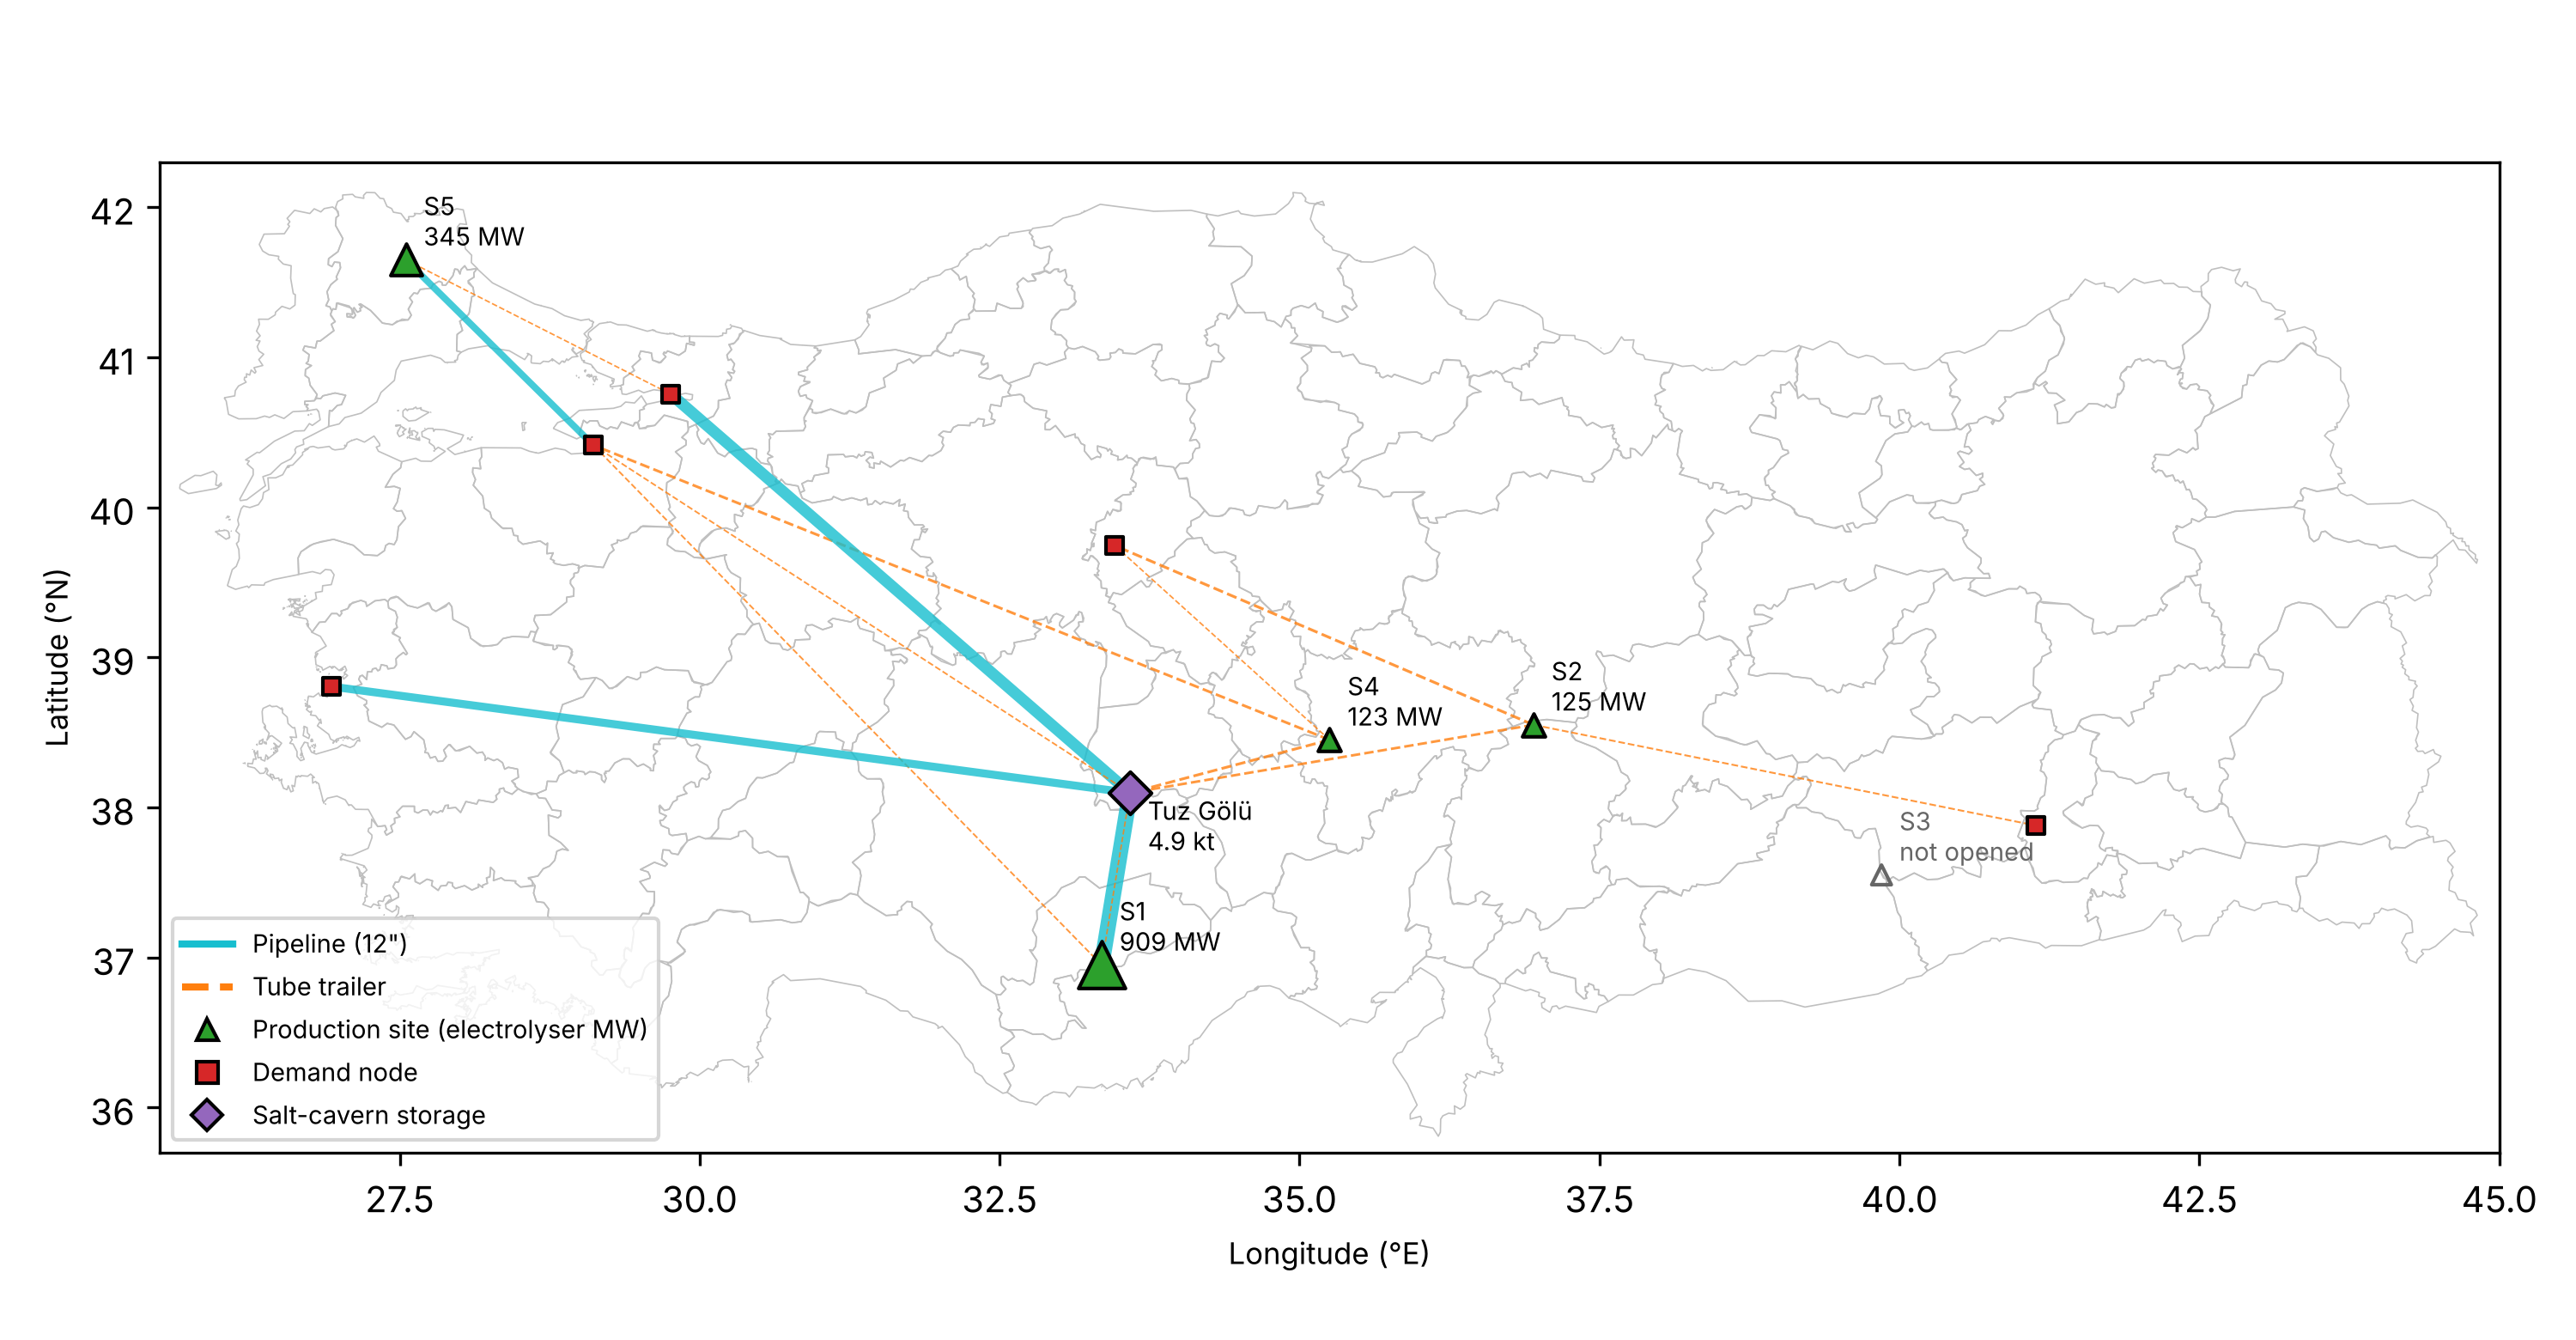 S5
345 MW
S2
125 MW
S4
123 MW
Tuz Gölü
4.9 kt
S3
not opened
S1
909 MW
42
41
40
39
38
37
36
Latitude (°N)
27.5
30.0
32.5
35.0
37.5
40.0
42.5
45.0
Longitude (°E)
Pipeline (12")
Tube trailer
Production site (electrolyser MW)
Demand node
Salt-cavern storage